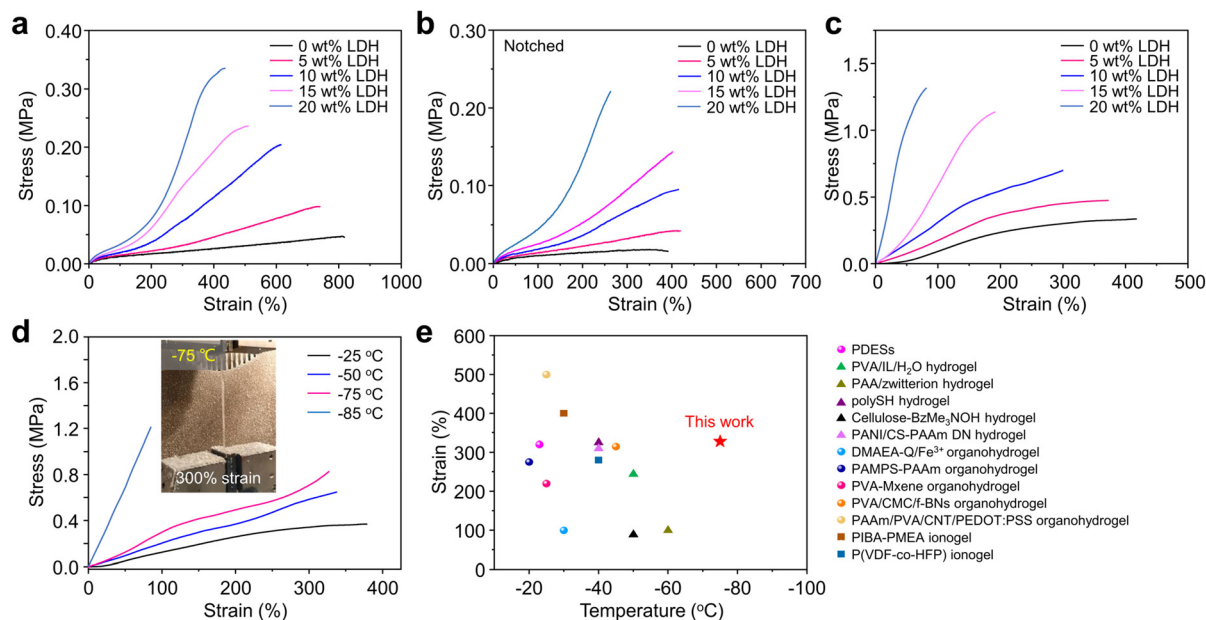 a
0.40
0.30
0.20
0.10
0.00
Stress (MPa)
0 wt% LDH
5 wt% LDH
10 wt% LDH
15 wt% LDH
20 wt% LDH
0 200 400 600 800 1000
Strain (%)
b
Notched
0.30
0.20
0.10
0.00
Stress (MPa)
0 wt% LDH
5 wt% LDH
10 wt% LDH
15 wt% LDH
20 wt% LDH
0 100 200 300 400 500 600 700
Strain (%)
c
1.5
1.0
0.5
0.0
Stress (MPa)
0 wt% LDH
5 wt% LDH
10 wt% LDH
15 wt% LDH
20 wt% LDH
0 100 200 300 400 500
Strain (%)
d
2.0
1.6
1.2
0.8
0.4
0.0
Stress (MPa)
-75 ℃
300% strain
-25 °C
-50 °C
-75 °C
-85 °C
0 100 200 300 400
Strain (%)
e
600
500
400
300
200
100
0
Strain (%)
This work
-20 -40 -60 -80 -100
Temperature (°C)
PDESs
PVA/IL/H₂O hydrogel
PAA/zwitterion hydrogel
polySH hydrogel
Cellulose-BzMe₃NOH hydrogel
PANI/CS-PAAm DN hydrogel
DMAEA-Q/Fe³⁺ organohydrogel
PAMPS-PAAm organohydrogel
PVA-Mxene organohydrogel
PVA/CMC/f-BNs organohydrogel
PAAm/PVA/CNT/PEDOT:PSS organohydrogel
PIBA-PMEA ionogel
P(VDF-co-HFP) ionogel